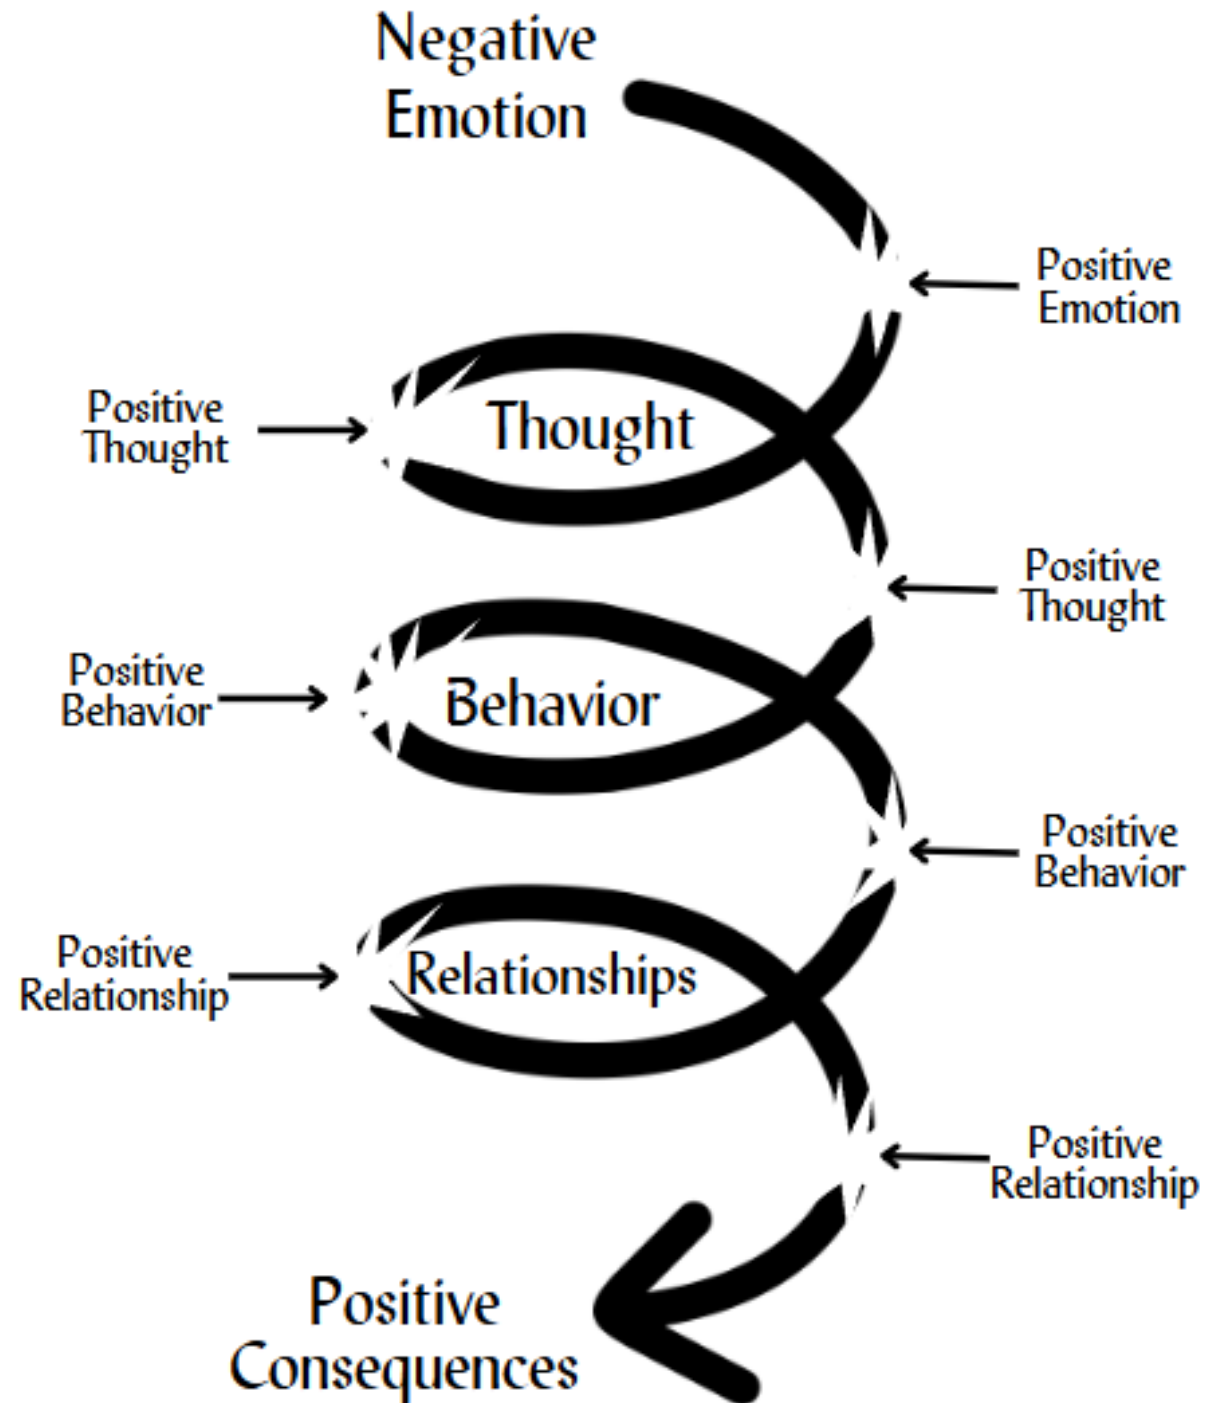 Negative
Emotion
Positive
Emotion
Positive
Thought
Thought
Positive
Thought
Positive
Behavior
Behavior
Positive
Behavior
Positive
Relationship
Relationships
Positive
Relationship
Positive
Consequences